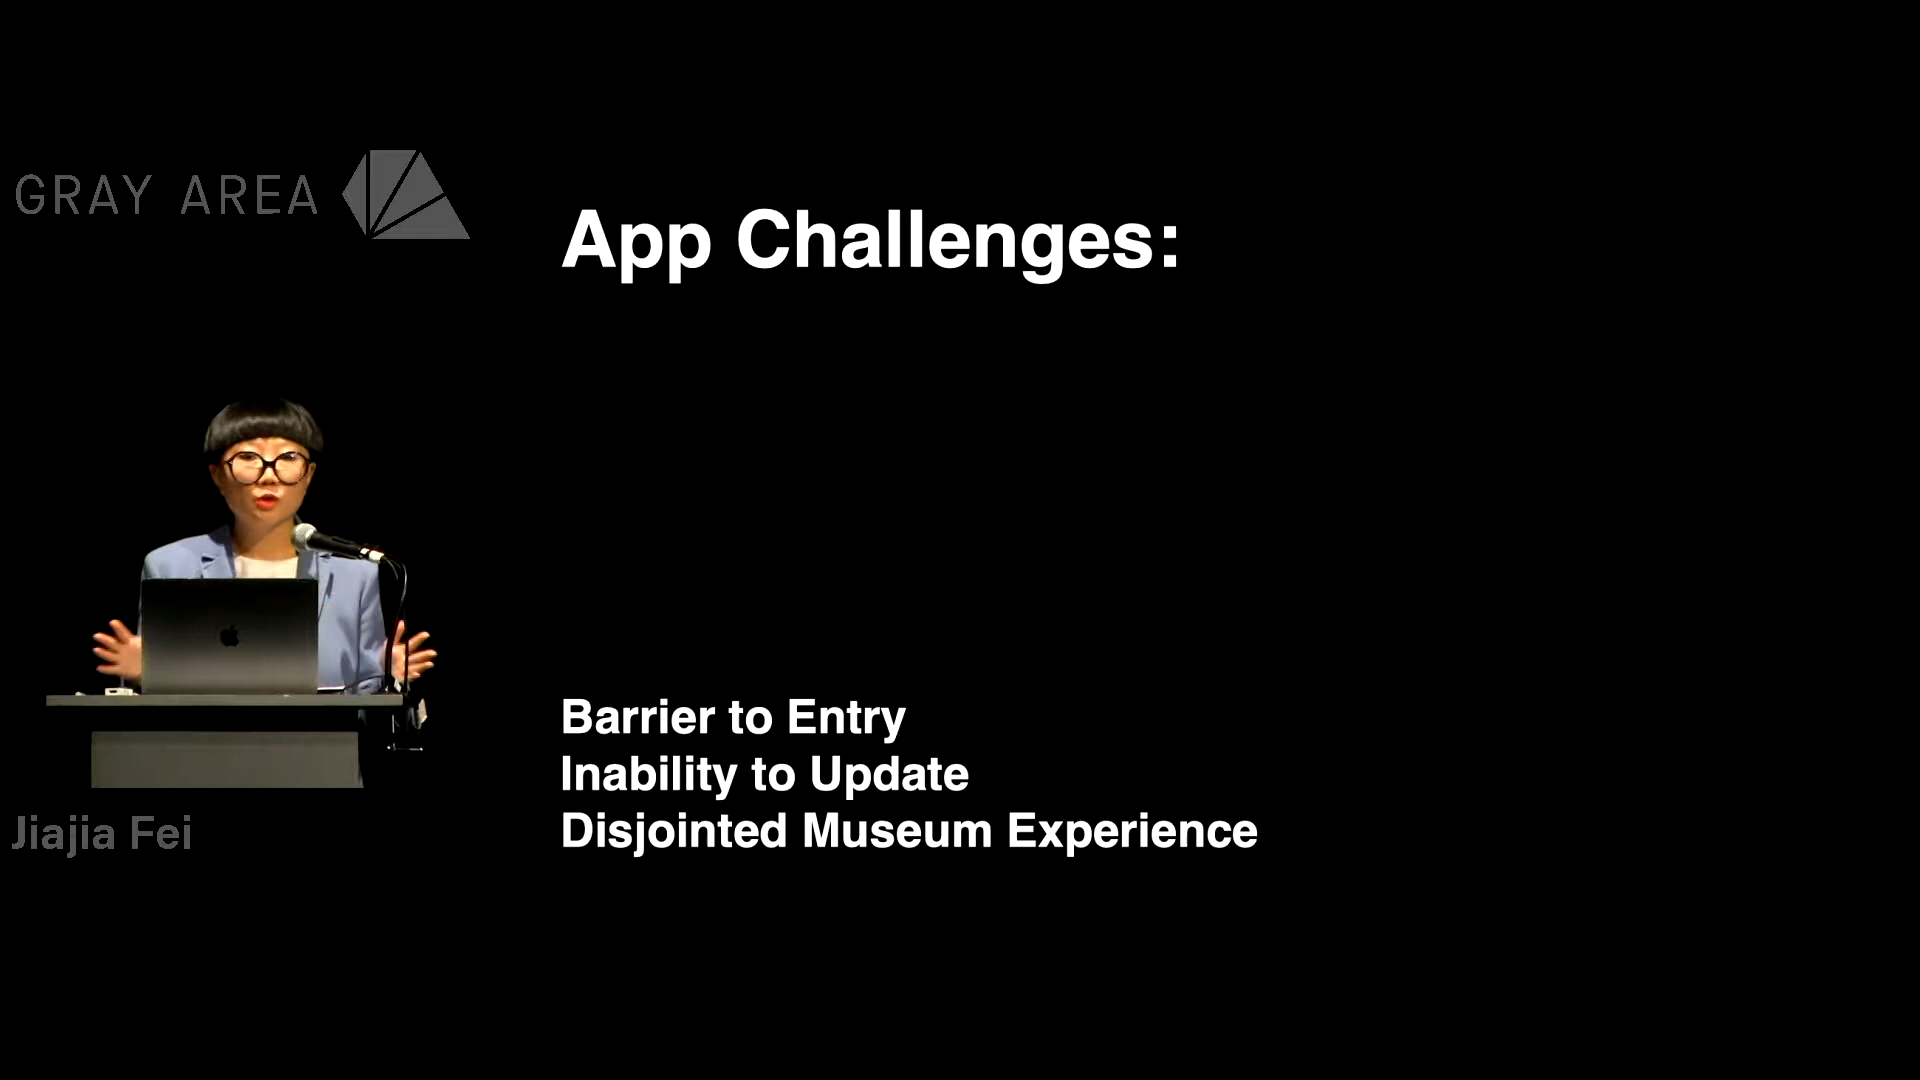 GRAY AREA
App Challenges:
Barrier to Entry
Inability to Update
Disjointed Museum Experience
Jiajia Fei